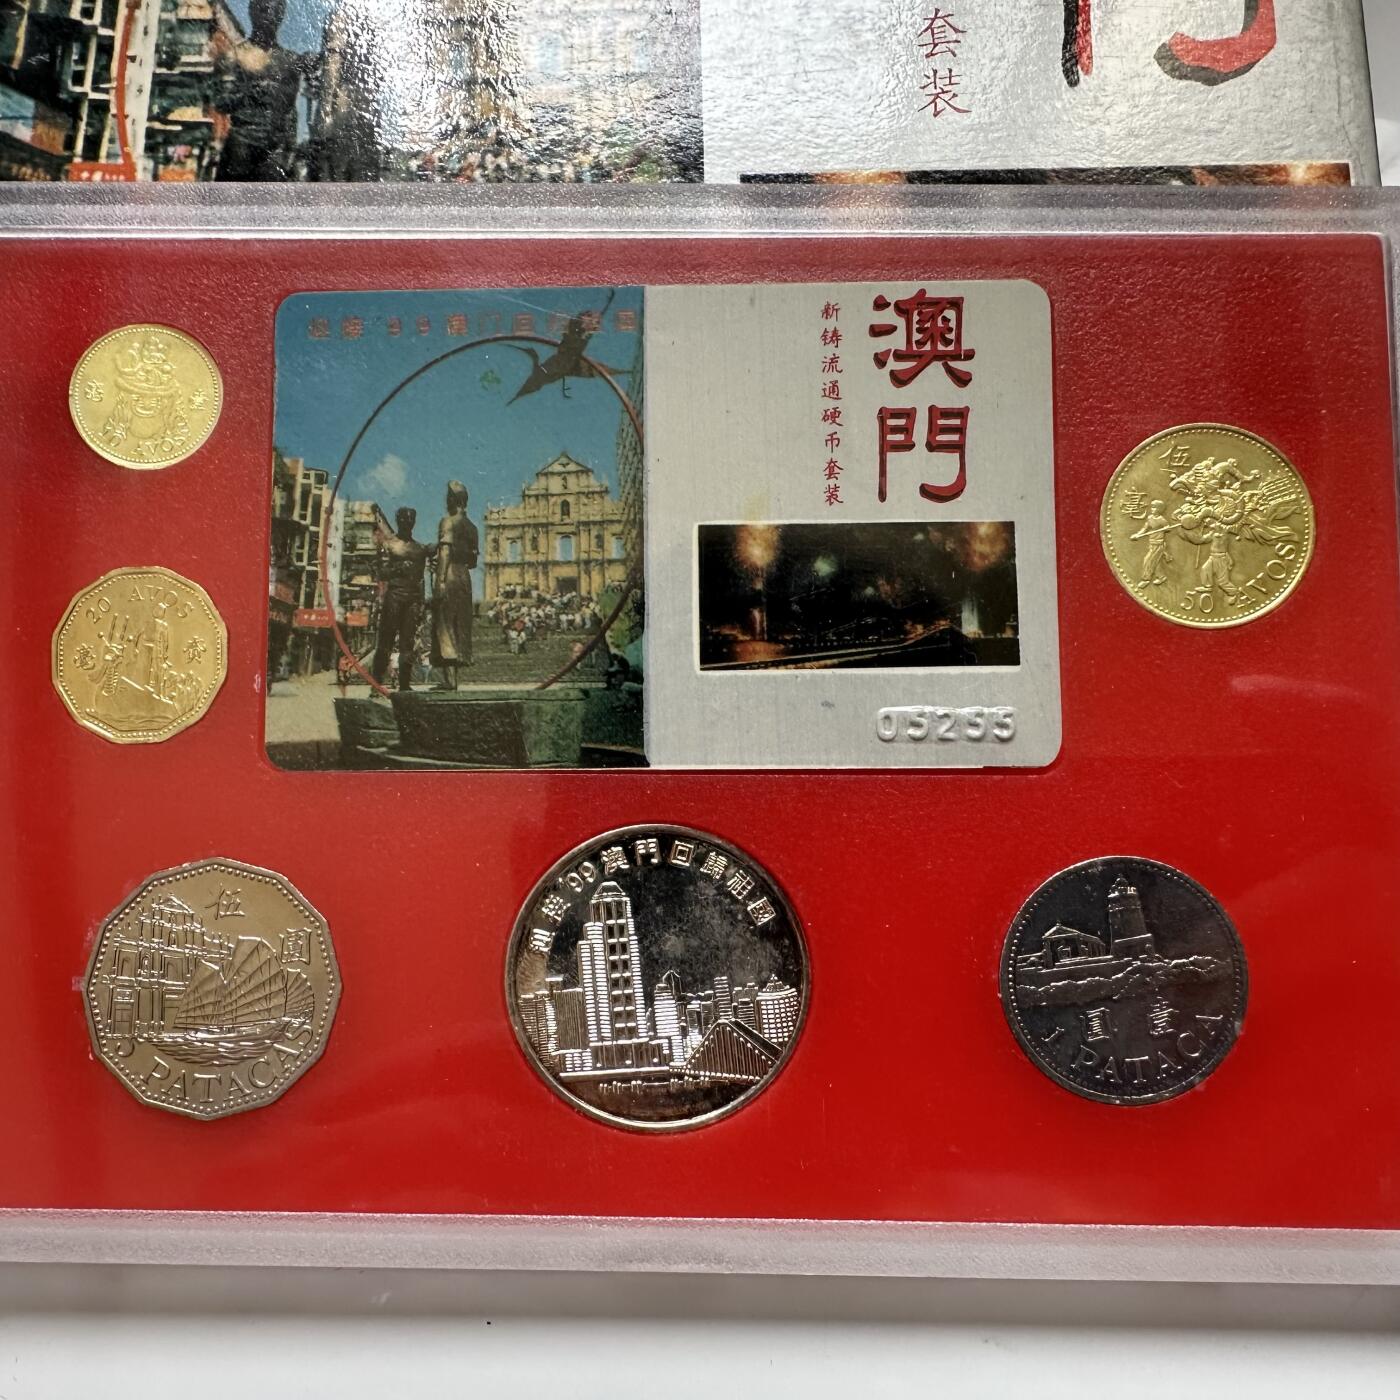 套装
迎接'99澳门回归祖国
澳門
新铸流通硬币套装
05255
毫 壹
10 AVOS
20 AVOS
毫 貳
伍
毫
50 AVOS
伍
圓
5 PATACAS
迎接'99澳門回歸祖國
圓 壹
1 PATACA